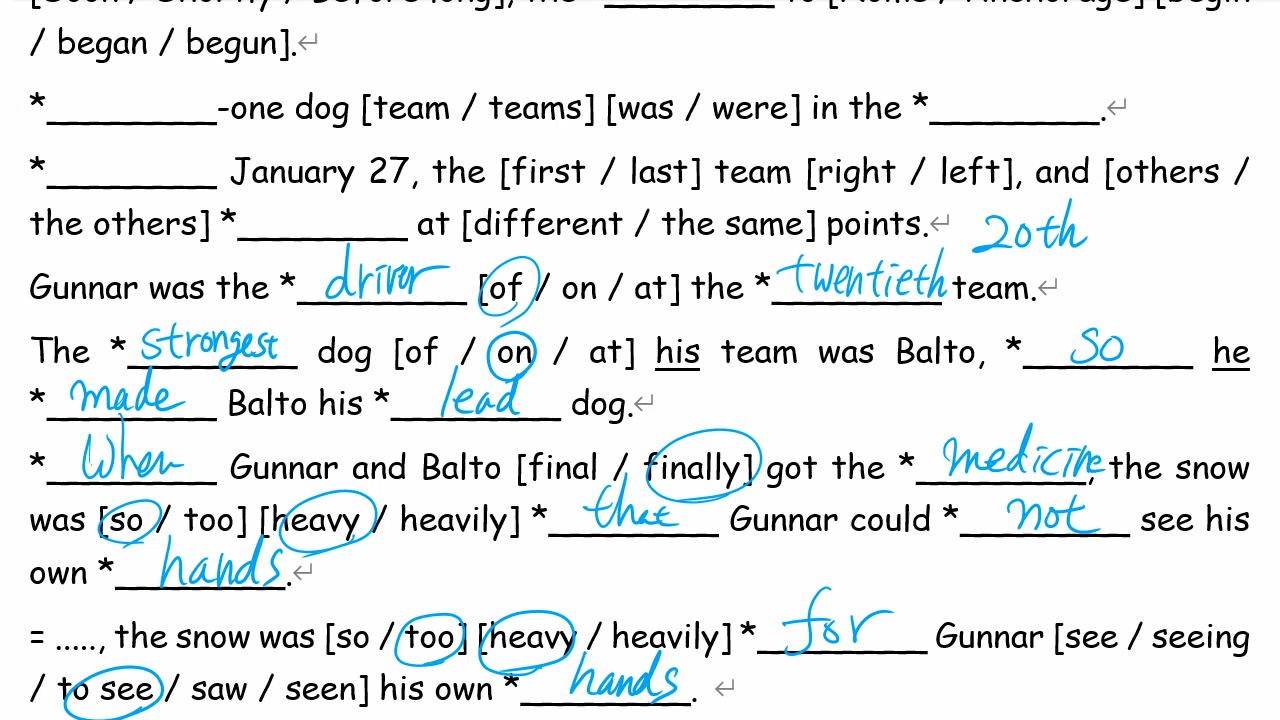 / began / begun].↵
*________-one dog [team / teams] [was / were] in the *________.↵
*________ January 27, the [first / last] team [right / left], and [others /
the others] *________ at [different / the same] points.↵ 20th
Gunnar was the *driver [of / on / at] the *twentieth team.↵
The *strongest dog [of / on / at] his team was Balto, *so he
*made Balto his *lead dog.↵
*When Gunnar and Balto [final / finally] got the *medicine, the snow
was [so / too] [heavy / heavily] *that Gunnar could *not see his
own *hands.↵
= ....., the snow was [so / too] [heavy / heavily] *for Gunnar [see / seeing
/ to see / saw / seen] his own *hands. ↵